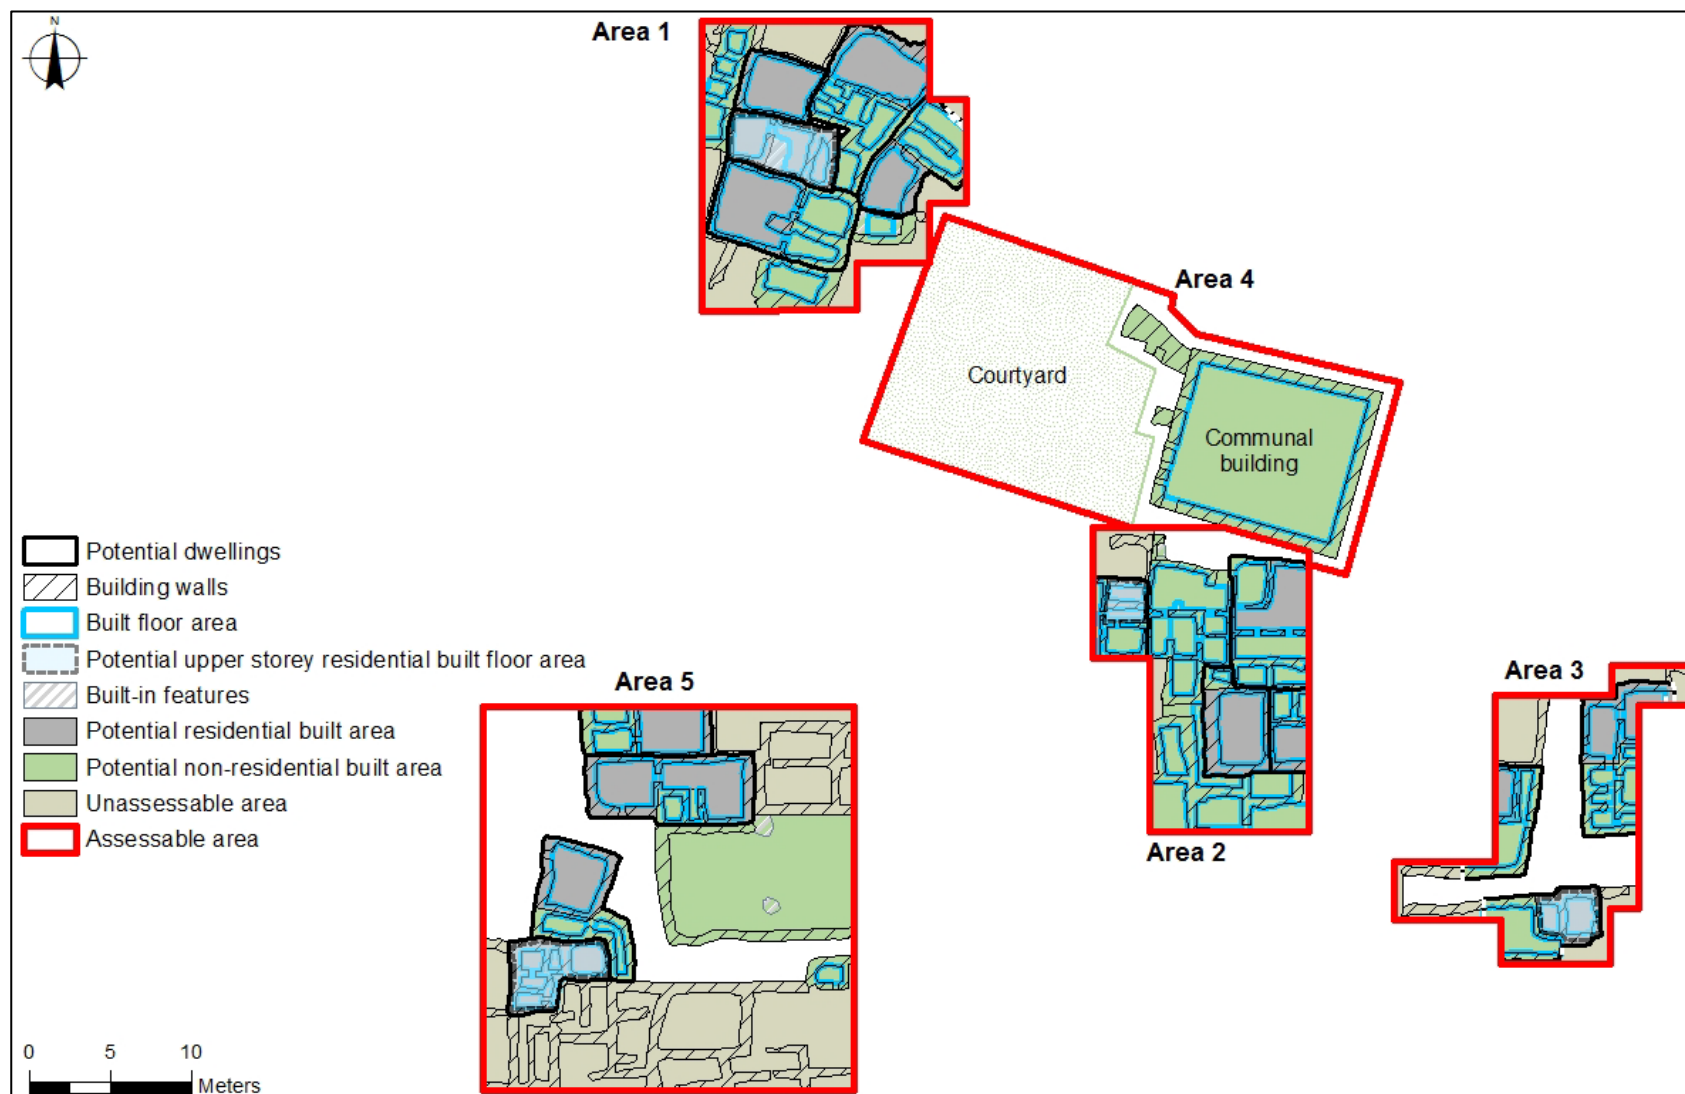 N
Area 1
Area 4
Courtyard
Communal
building
Potential dwellings
Building walls
Built floor area
Potential upper storey residential built floor area
Built-in features
Potential residential built area
Potential non-residential built area
Unassessable area
Assessable area
Area 5
Area 3
Area 2
0 5 10
Meters